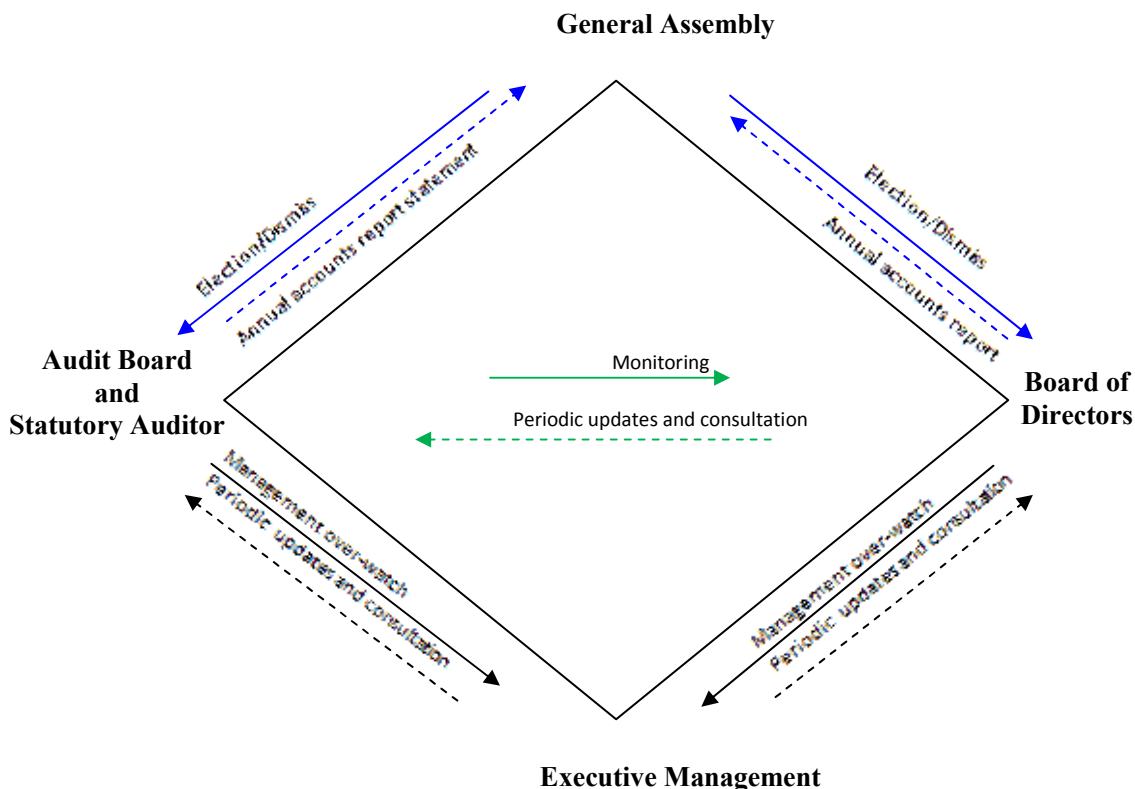 General Assembly
Election/Dismiss
Annual accounts report statement
Election/Dismiss
Annual accounts report
Audit Board
and
Statutory Auditor
Monitoring
Periodic updates and consultation
Board of
Directors
Management over-watch
Periodic updates and consultation
Management over-watch
Periodic updates and consultation
Executive Management